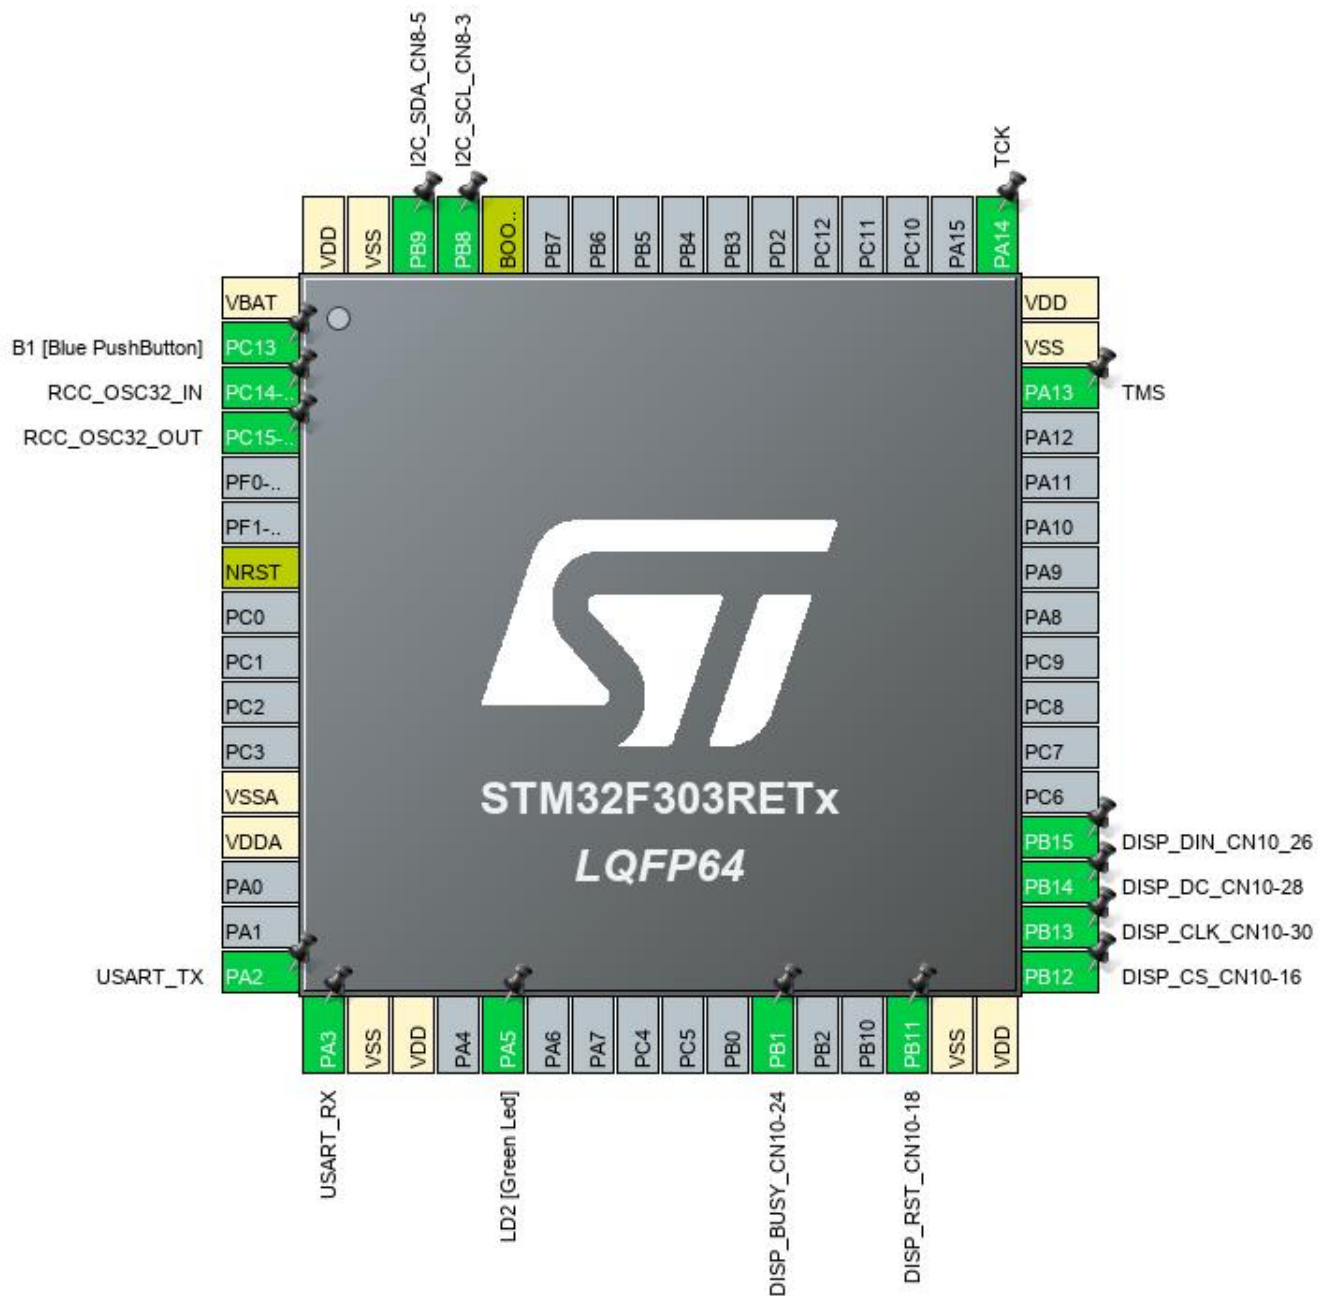 I2C_SDA_CN8-5
I2C_SCL_CN8-3
TCK
VDD
VSS
PB9
PB8
BOO..
PB7
PB6
PB5
PB4
PB3
PD2
PC12
PC11
PC10
PA15
PA14
VBAT
B1 [Blue PushButton]
PC13
RCC_OSC32_IN
PC14-..
RCC_OSC32_OUT
PC15-..
PF0-..
PF1-..
NRST
PC0
PC1
PC2
PC3
VSSA
VDDA
PA0
PA1
USART_TX
PA2
ST
STM32F303RETx
LQFP64
VDD
VSS
PA13
TMS
PA12
PA11
PA10
PA9
PA8
PC9
PC8
PC7
PC6
PB15
DISP_DIN_CN10_26
PB14
DISP_DC_CN10-28
PB13
DISP_CLK_CN10-30
PB12
DISP_CS_CN10-16
PA3
VSS
VDD
PA4
PA5
PA6
PA7
PC4
PC5
PB0
PB1
PB2
PB10
PB11
VSS
VDD
USART_RX
LD2 [Green Led]
DISP_BUSY_CN10-24
DISP_RST_CN10-18